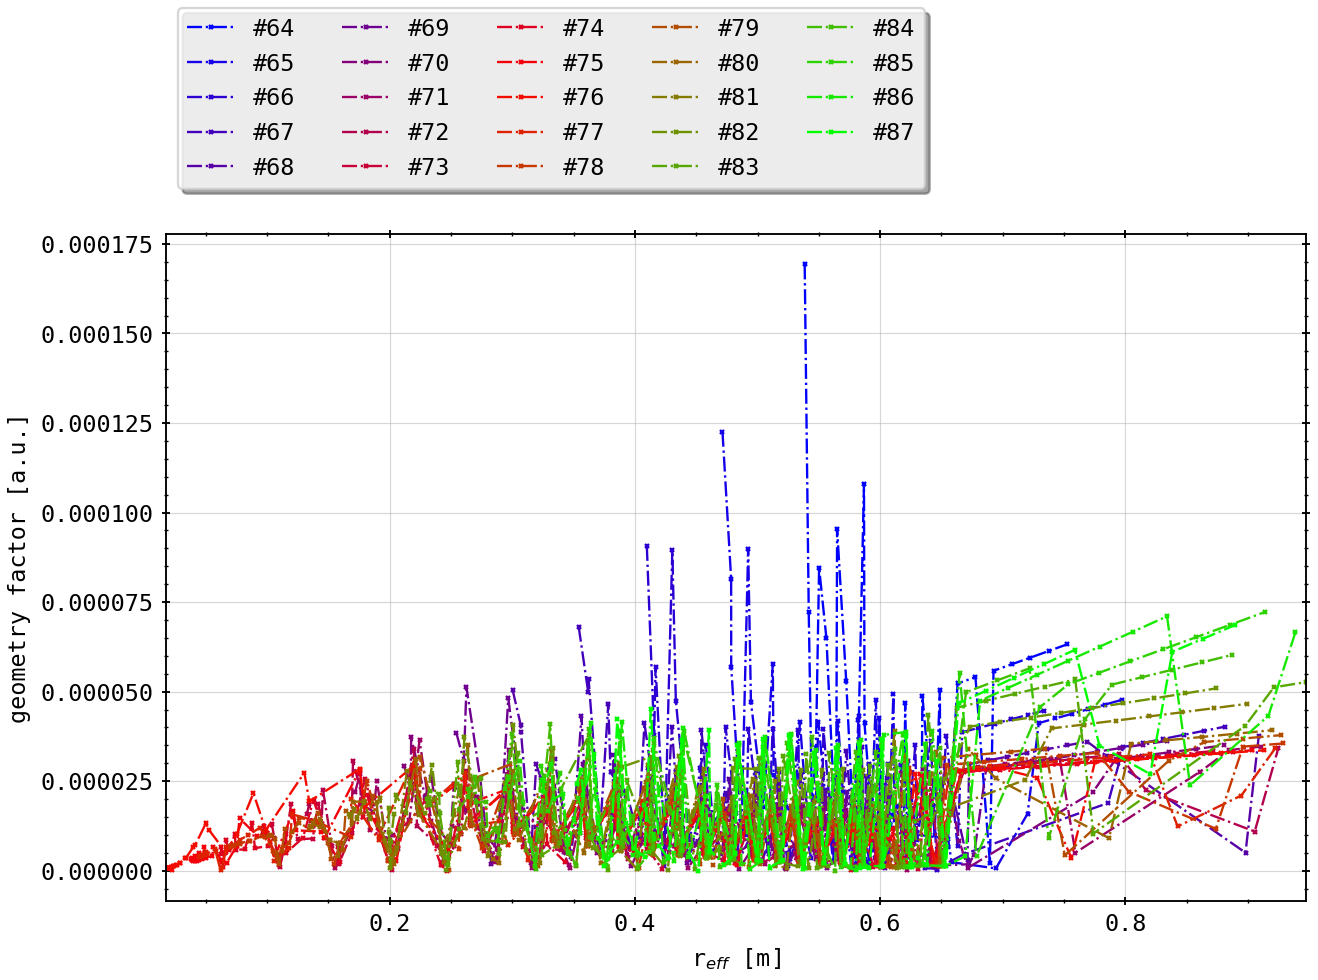 #64 #69 #74 #79 #84
#65 #70 #75 #80 #85
#66 #71 #76 #81 #86
#67 #72 #77 #82 #87
#68 #73 #78 #83
0.000175
0.000150
0.000125
0.000100
0.000075
0.000050
0.000025
0.000000
geometry factor [a.u.]
0.2 0.4 0.6 0.8
r_eff [m]